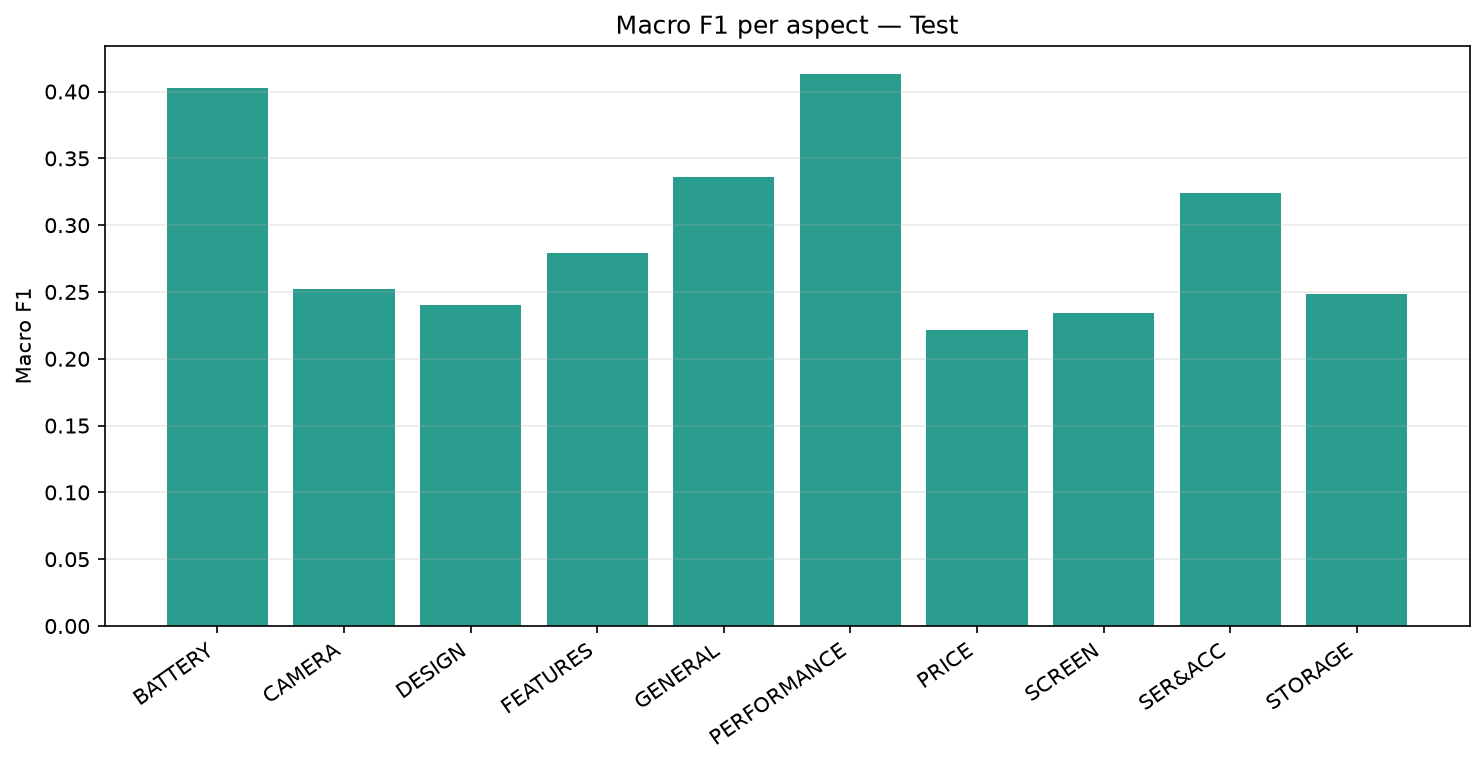 Macro F1 per aspect — Test
Macro F1
0.40
0.35
0.30
0.25
0.20
0.15
0.10
0.05
0.00
BATTERY
CAMERA
DESIGN
FEATURES
GENERAL
PERFORMANCE
PRICE
SCREEN
SER&ACC
STORAGE